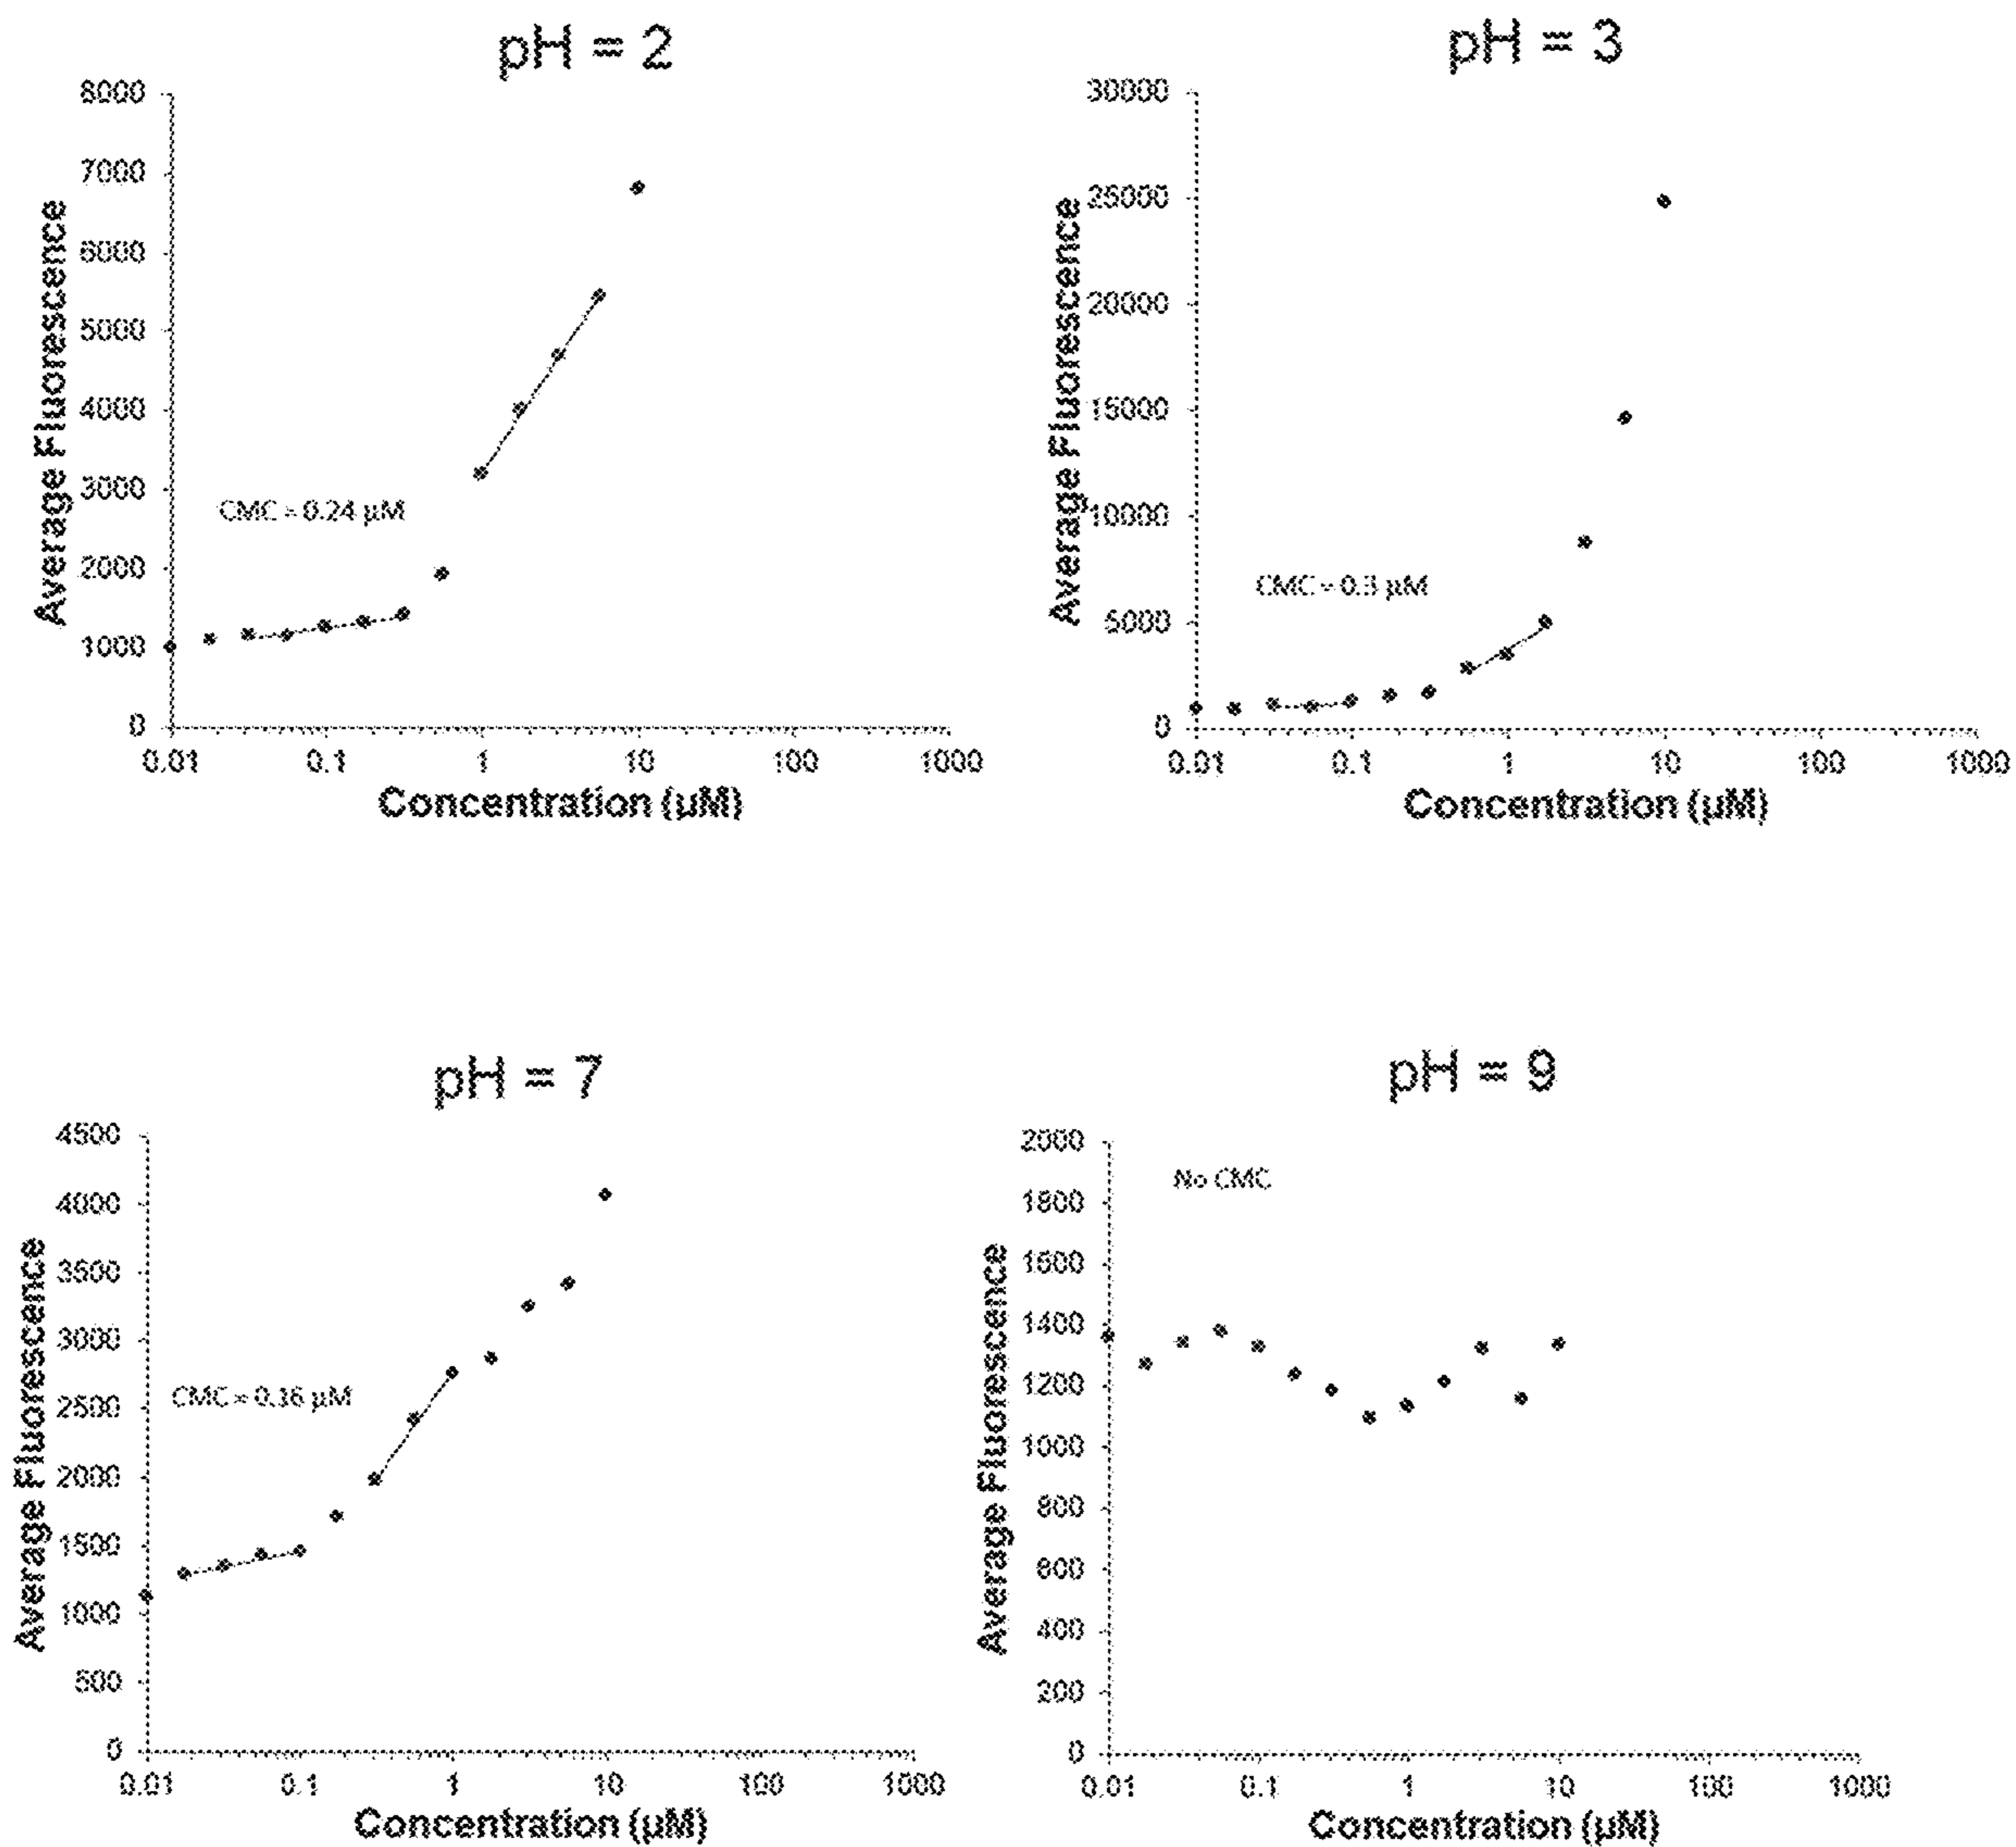 pH = 2
8000
7000
6000
5000
4000
3000
2000
1000
0
Average Fluorescence
CMC = 0.24 µM
0.01 0.1 1 10 100 1000
Concentration (µM)
pH = 3
30000
25000
20000
15000
10000
5000
0
Average Fluorescence
CMC = 0.3 µM
0.01 0.1 1 10 100 1000
Concentration (µM)
pH = 7
4500
4000
3500
3000
2500
2000
1500
1000
500
0
Average Fluorescence
CMC = 0.16 µM
0.01 0.1 1 10 100 1000
Concentration (µM)
pH = 9
2000
1800
1600
1400
1200
1000
800
600
400
200
0
Average Fluorescence
No CMC
0.01 0.1 1 10 100 1000
Concentration (µM)